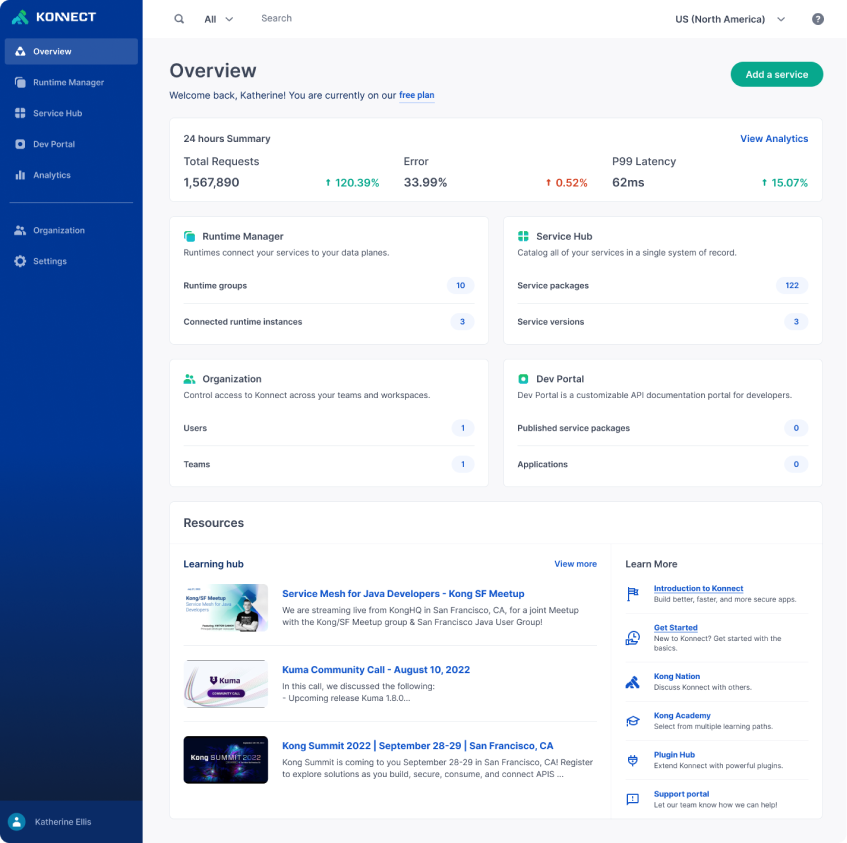 KONNECT
All
Search
US (North America)
?
Overview
Runtime Manager
Service Hub
Dev Portal
Analytics
Organization
Settings
Katherine Ellis
Overview
Welcome back, Katherine! You are currently on our free plan
Add a service
24 hours Summary
View Analytics
Total Requests
1,567,890
↑ 120.39%
Error
33.99%
↑ 0.52%
P99 Latency
62ms
↑ 15.07%
Runtime Manager
Runtimes connect your services to your data planes.
Runtime groups
10
Connected runtime instances
3
Service Hub
Catalog all of your services in a single system of record.
Service packages
122
Service versions
3
Organization
Control access to Konnect across your teams and workspaces.
Users
1
Teams
1
Dev Portal
Dev Portal is a customizable API documentation portal for developers.
Published service packages
0
Applications
0
Resources
Learning hub
View more
Kong/SF Meetup
Service Mesh for Java
Developers
Service Mesh for Java Developers - Kong SF Meetup
We are streaming live from KongHQ in San Francisco, CA, for a joint Meetup
with the Kong/SF Meetup group & San Francisco Java User Group!
Kuma
COMMUNITY CALL
Kuma Community Call - August 10, 2022
In this call, we discussed the following:
- Upcoming release Kuma 1.8.0...
Kong SUMMIT 2022
Kong Summit 2022 | September 28-29 | San Francisco, CA
Kong Summit is coming to you September 28-29 in San Francisco, CA! Register
to explore solutions as you build, secure, consume, and connect APIS ...
Learn More
Introduction to Konnect
Build better, faster, and more secure apps.
Get Started
New to Konnect? Get started with the
basics.
Kong Nation
Discuss Konnect with others.
Kong Academy
Select from multiple learning paths.
Plugin Hub
Extend Konnect with powerful plugins.
Support portal
Let our team know how we can help!